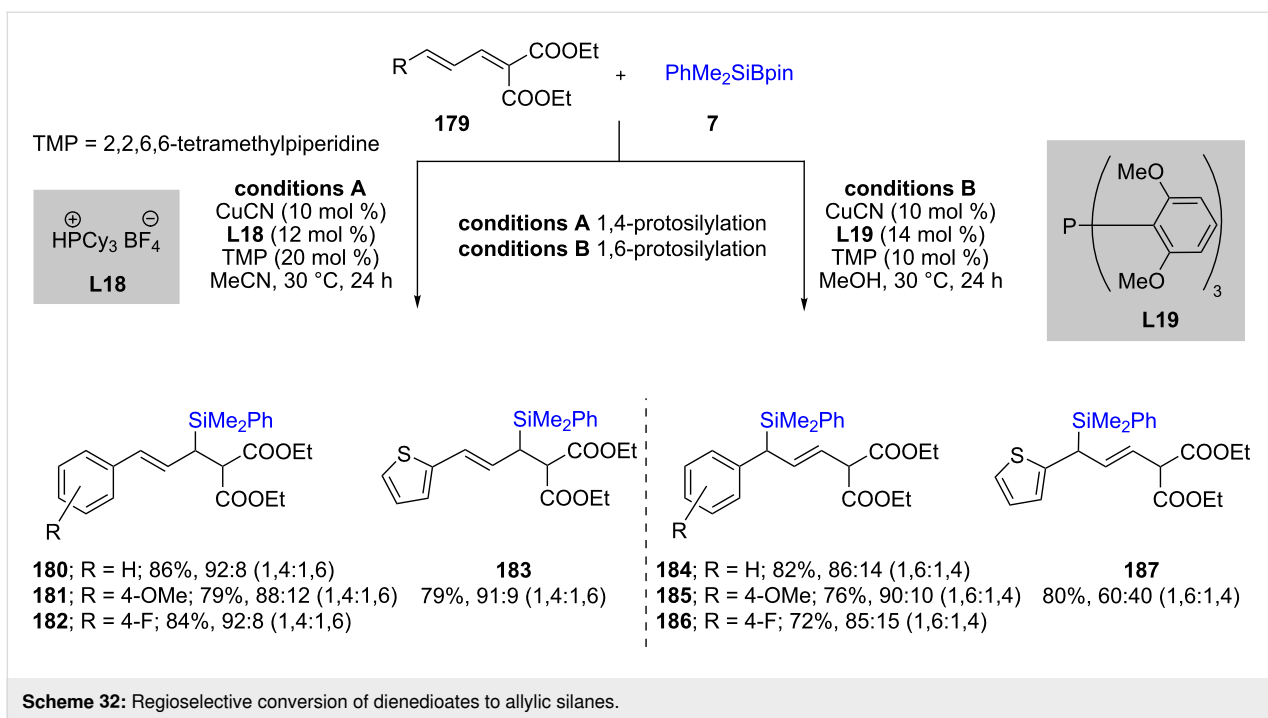 R
COOEt
COOEt
+
PhMe₂SiBpin
179
7
TMP = 2,2,6,6-tetramethylpiperidine
conditions A
CuCN (10 mol %)
L18 (12 mol %)
TMP (20 mol %)
MeCN, 30 °C, 24 h
⊕ ⊖
HPCy₃ BF₄
L18
conditions A 1,4-protosilylation
conditions B 1,6-protosilylation
conditions B
CuCN (10 mol %)
L19 (14 mol %)
TMP (10 mol %)
MeOH, 30 °C, 24 h
MeO
P
MeO
3
L19
SiMe₂Ph
COOEt
COOEt
R
180; R = H; 86%, 92:8 (1,4:1,6)
181; R = 4-OMe; 79%, 88:12 (1,4:1,6)
182; R = 4-F; 84%, 92:8 (1,4:1,6)
SiMe₂Ph
S
COOEt
COOEt
183
79%, 91:9 (1,4:1,6)
SiMe₂Ph
COOEt
COOEt
R
184; R = H; 82%, 86:14 (1,6:1,4)
185; R = 4-OMe; 76%, 90:10 (1,6:1,4)
186; R = 4-F; 72%, 85:15 (1,6:1,4)
SiMe₂Ph
S
COOEt
COOEt
187
80%, 60:40 (1,6:1,4)
Scheme 32: Regioselective conversion of dienedioates to allylic silanes.